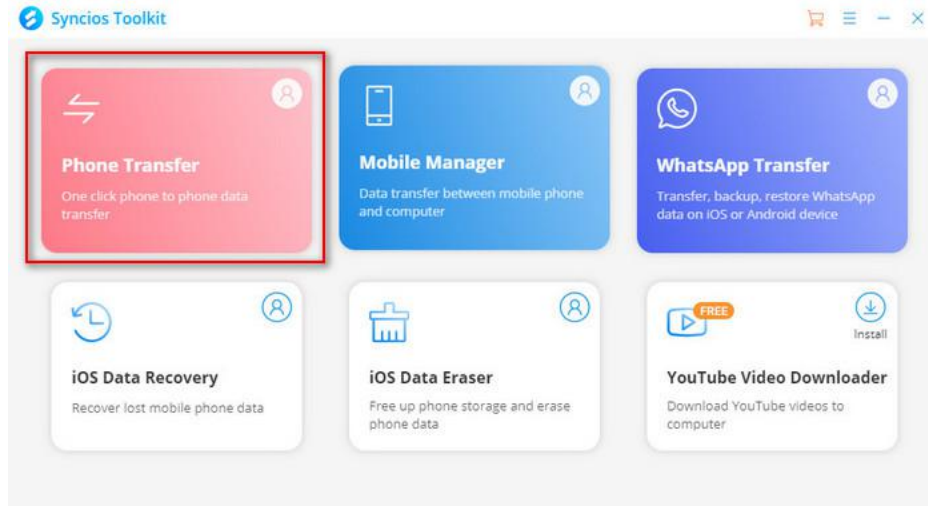 Syncios Toolkit
Phone Transfer
One click phone to phone data
transfer
Mobile Manager
Data transfer between mobile phone
and computer
WhatsApp Transfer
Transfer, backup, restore WhatsApp
data on iOS or Android device
iOS Data Recovery
Recover lost mobile phone data
iOS Data Eraser
Free up phone storage and erase
phone data
FREE
Install
YouTube Video Downloader
Download YouTube videos to
computer